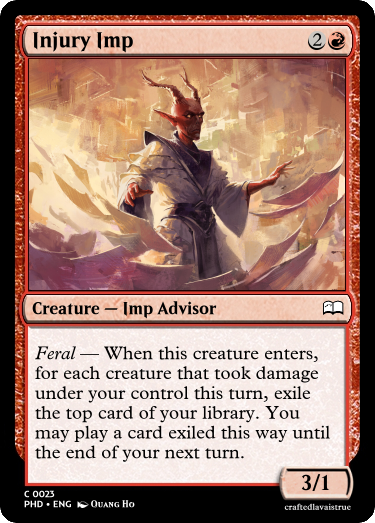 Injury Imp
2
Creature — Imp Advisor
Feral — When this creature enters,
for each creature that took damage
under your control this turn, exile
the top card of your library. You
may play a card exiled this way until
the end of your next turn.
3/1
C 0023
PHD • ENG Quang Ho
craftedlavaistrue